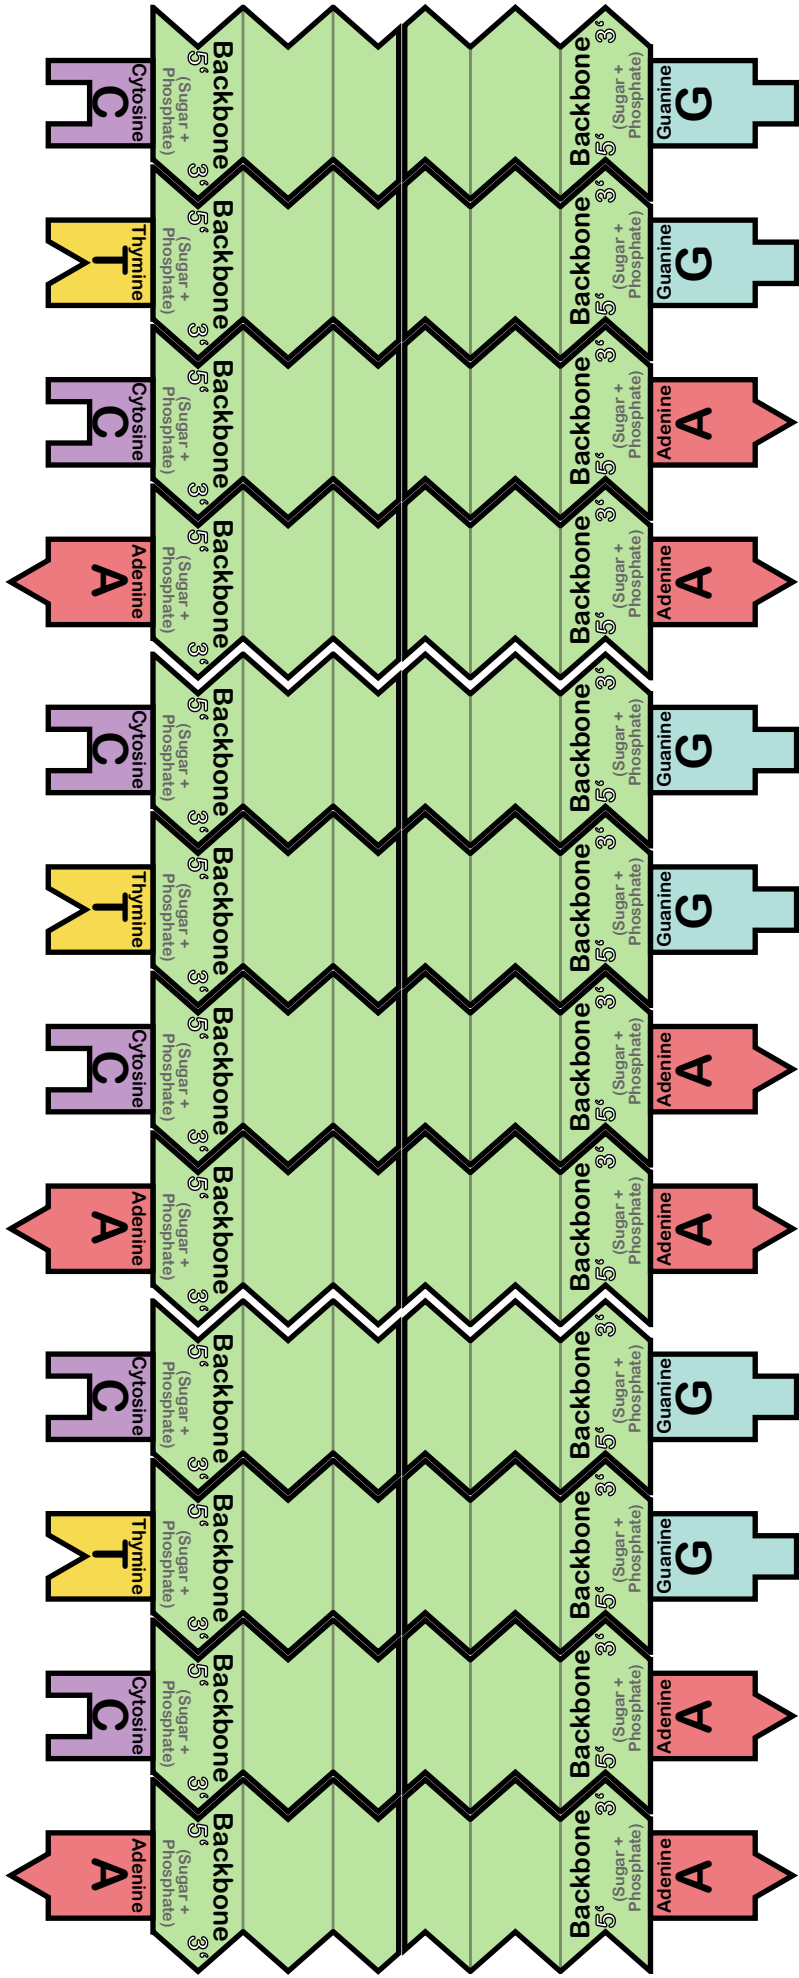 Backbone
5‘ 3‘
(Sugar +
Phosphate)
Cytosine
C
Backbone
5‘ 3‘
(Sugar +
Phosphate)
Guanine
G
Backbone
5‘ 3‘
(Sugar +
Phosphate)
Thymine
T
Backbone
5‘ 3‘
(Sugar +
Phosphate)
Guanine
G
Backbone
5‘ 3‘
(Sugar +
Phosphate)
Cytosine
C
Backbone
5‘ 3‘
(Sugar +
Phosphate)
Adenine
A
Backbone
5‘ 3‘
(Sugar +
Phosphate)
Adenine
A
Backbone
5‘ 3‘
(Sugar +
Phosphate)
Adenine
A
Backbone
5‘ 3‘
(Sugar +
Phosphate)
Cytosine
C
Backbone
5‘ 3‘
(Sugar +
Phosphate)
Guanine
G
Backbone
5‘ 3‘
(Sugar +
Phosphate)
Thymine
T
Backbone
5‘ 3‘
(Sugar +
Phosphate)
Guanine
G
Backbone
5‘ 3‘
(Sugar +
Phosphate)
Cytosine
C
Backbone
5‘ 3‘
(Sugar +
Phosphate)
Adenine
A
Backbone
5‘ 3‘
(Sugar +
Phosphate)
Adenine
A
Backbone
5‘ 3‘
(Sugar +
Phosphate)
Adenine
A
Backbone
5‘ 3‘
(Sugar +
Phosphate)
Cytosine
C
Backbone
5‘ 3‘
(Sugar +
Phosphate)
Guanine
G
Backbone
5‘ 3‘
(Sugar +
Phosphate)
Thymine
T
Backbone
5‘ 3‘
(Sugar +
Phosphate)
Guanine
G
Backbone
5‘ 3‘
(Sugar +
Phosphate)
Cytosine
C
Backbone
5‘ 3‘
(Sugar +
Phosphate)
Adenine
A
Backbone
5‘ 3‘
(Sugar +
Phosphate)
Adenine
A
Backbone
5‘ 3‘
(Sugar +
Phosphate)
Adenine
A